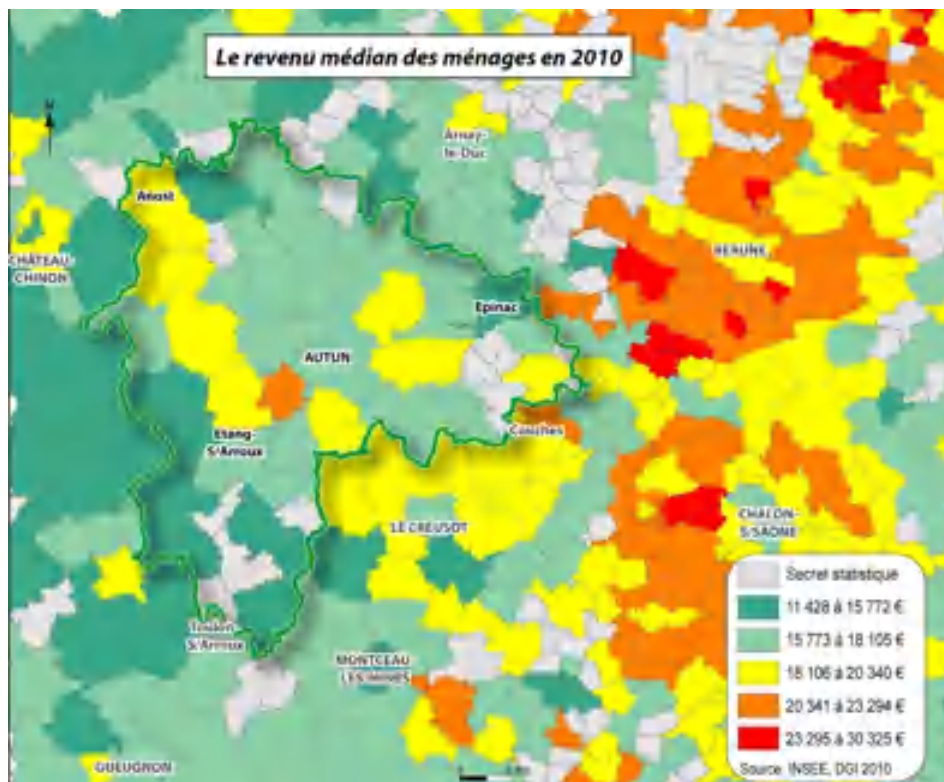 Le revenu médian des ménages en 2010
N
Arnay-
le-Duc
Anost
CHÂTEAU-
CHINON
BEAUNE
Epinac
AUTUN
Etang-
S/Arroux
Couches
LE CREUSOT
CHALON-
S/SAONE
Toulon-
S/Arroux
MONTCEAU
LES MINES
GUEUGNON
Secret statistique
11 428 à 15 772 €
15 773 à 18 105 €
18 106 à 20 340 €
20 341 à 23 294 €
23 295 à 30 325 €
Source INSEE, DGI 2010